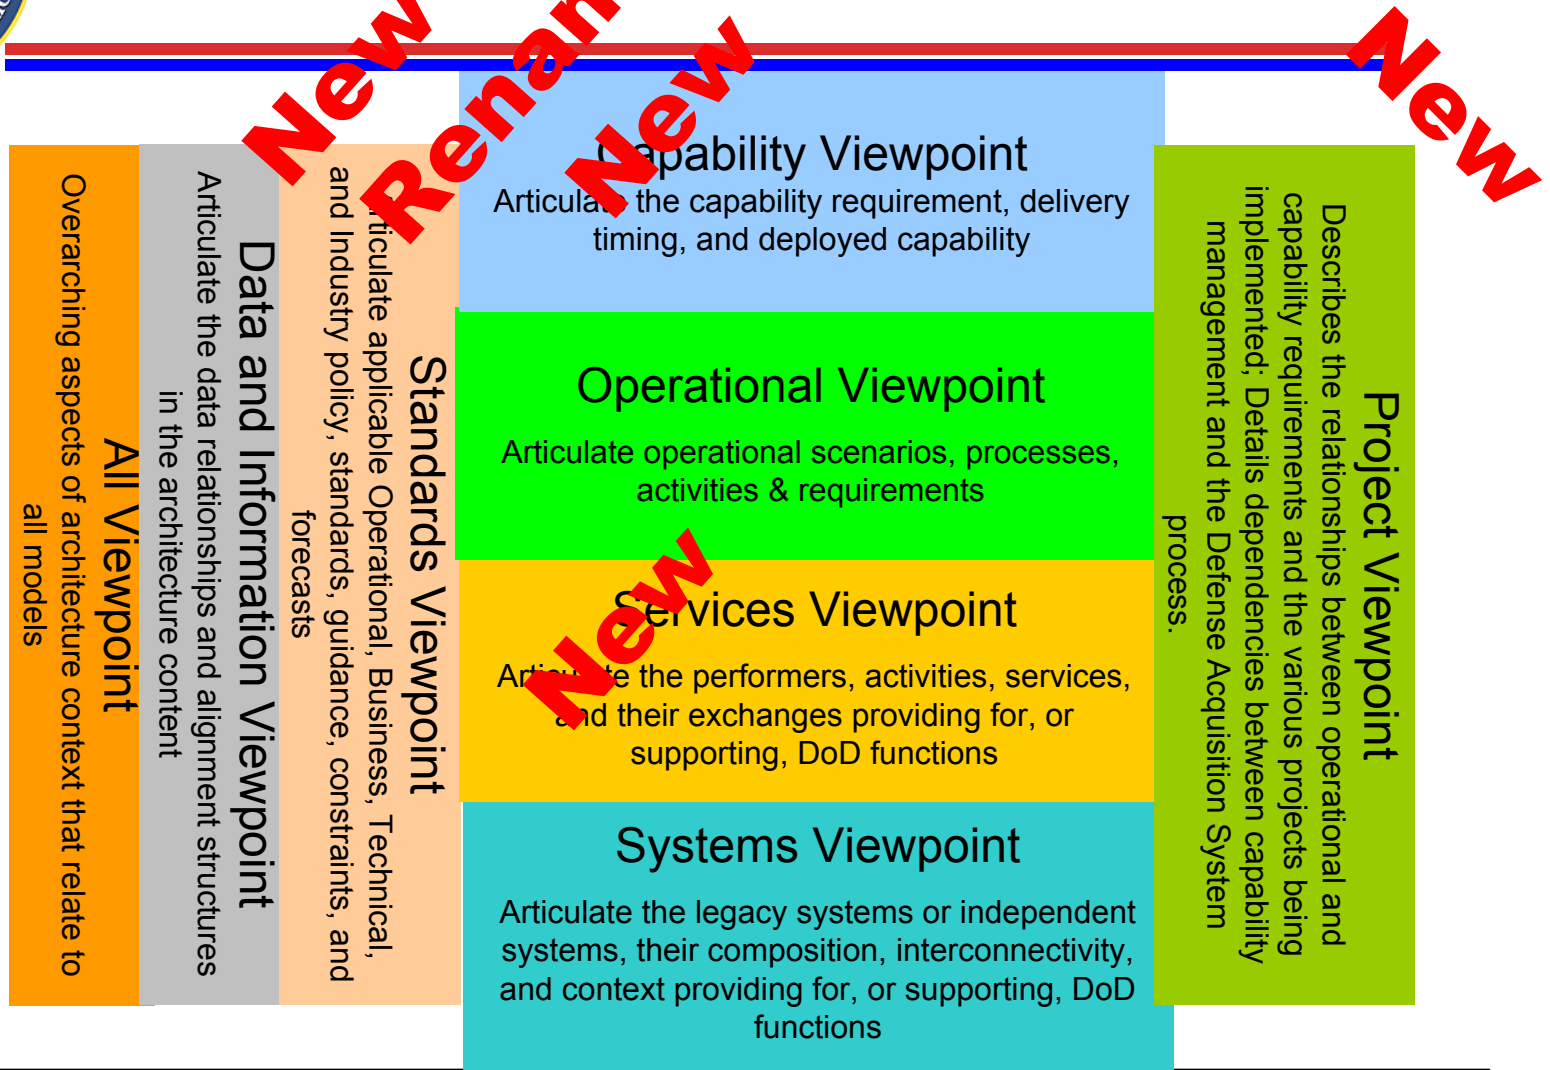 New
Renam
New
New
All Viewpoint
Overarching aspects of architecture context that relate to
all models
Data and Information Viewpoint
Articulate the data relationships and alignment structures
in the architecture content
Standards Viewpoint
Articulate applicable Operational, Business, Technical,
and Industry policy, standards, guidance, constraints, and
forecasts
Capability Viewpoint
Articulate the capability requirement, delivery
timing, and deployed capability
Operational Viewpoint
Articulate operational scenarios, processes,
activities & requirements
New
Services Viewpoint
Articulate the performers, activities, services,
and their exchanges providing for, or
supporting, DoD functions
Systems Viewpoint
Articulate the legacy systems or independent
systems, their composition, interconnectivity,
and context providing for, or supporting, DoD
functions
Project Viewpoint
Describes the relationships between operational and
capability requirements and the various projects being
implemented; Details dependencies between capability
management and the Defense Acquisition System
process.